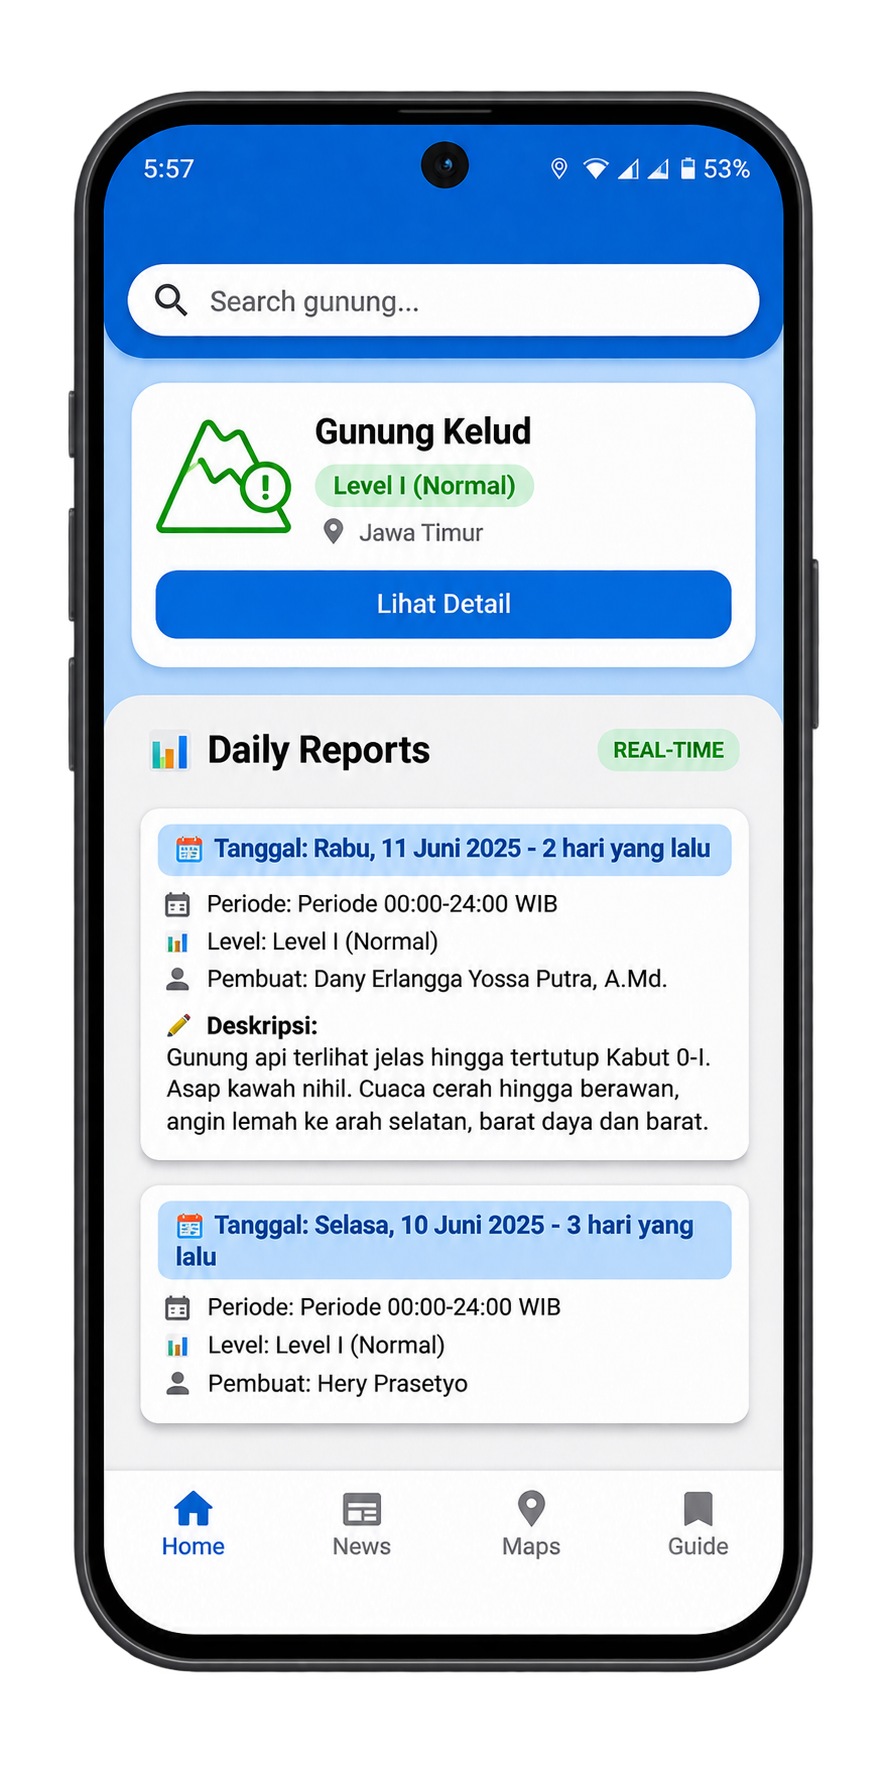 5:57
53%
Search gunung...
Gunung Kelud
Level I (Normal)
Jawa Timur
Lihat Detail
Daily Reports
REAL-TIME
Tanggal: Rabu, 11 Juni 2025 - 2 hari yang lalu
Periode: Periode 00:00-24:00 WIB
Level: Level I (Normal)
Pembuat: Dany Erlangga Yossa Putra, A.Md.
Deskripsi:
Gunung api terlihat jelas hingga tertutup Kabut 0-I.
Asap kawah nihil. Cuaca cerah hingga berawan,
angin lemah ke arah selatan, barat daya dan barat.
Tanggal: Selasa, 10 Juni 2025 - 3 hari yang
lalu
Periode: Periode 00:00-24:00 WIB
Level: Level I (Normal)
Pembuat: Hery Prasetyo
Home
News
Maps
Guide